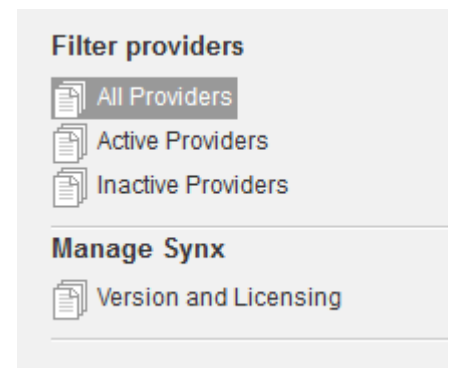 Filter providers
All Providers
Active Providers
Inactive Providers
Manage Synx
Version and Licensing